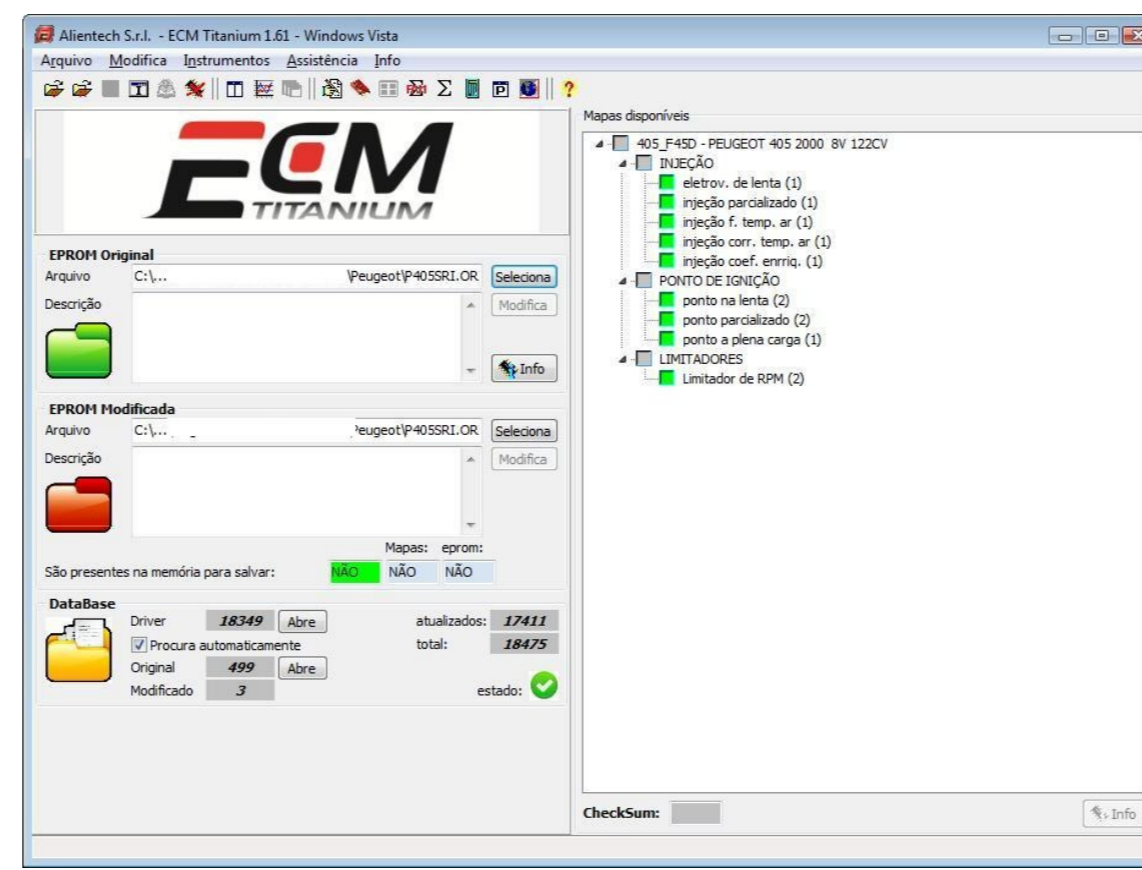 Alientech S.r.l. - ECM Titanium 1.61 - Windows Vista
Arquivo Modifica Instrumentos Assistência Info
ECM
TITANIUM
EPROM Original
Arquivo C:\... \Peugeot\P405SRI.OR Seleciona
Descrição Modifica
Info
EPROM Modificada
Arquivo C:\... Peugeot\P405SRI.OR Seleciona
Descrição Modifica
Mapas: eprom:
São presentes na memória para salvar: NÃO NÃO NÃO
DataBase
Driver 18349 Abre atualizados: 17411
Procura automaticamente total: 18475
Original 499 Abre
Modificado 3 estado:
Mapas disponíveis
405_F45D - PEUGEOT 405 2000 8V 122CV
INJEÇÃO
eletrov. de lenta (1)
injeção parcializado (1)
injeção f. temp. ar (1)
injeção corr. temp. ar (1)
injeção coef. enrriq. (1)
PONTO DE IGNIÇÃO
ponto na lenta (2)
ponto parcializado (2)
ponto a plena carga (1)
LIMITADORES
Limitador de RPM (2)
CheckSum: Info